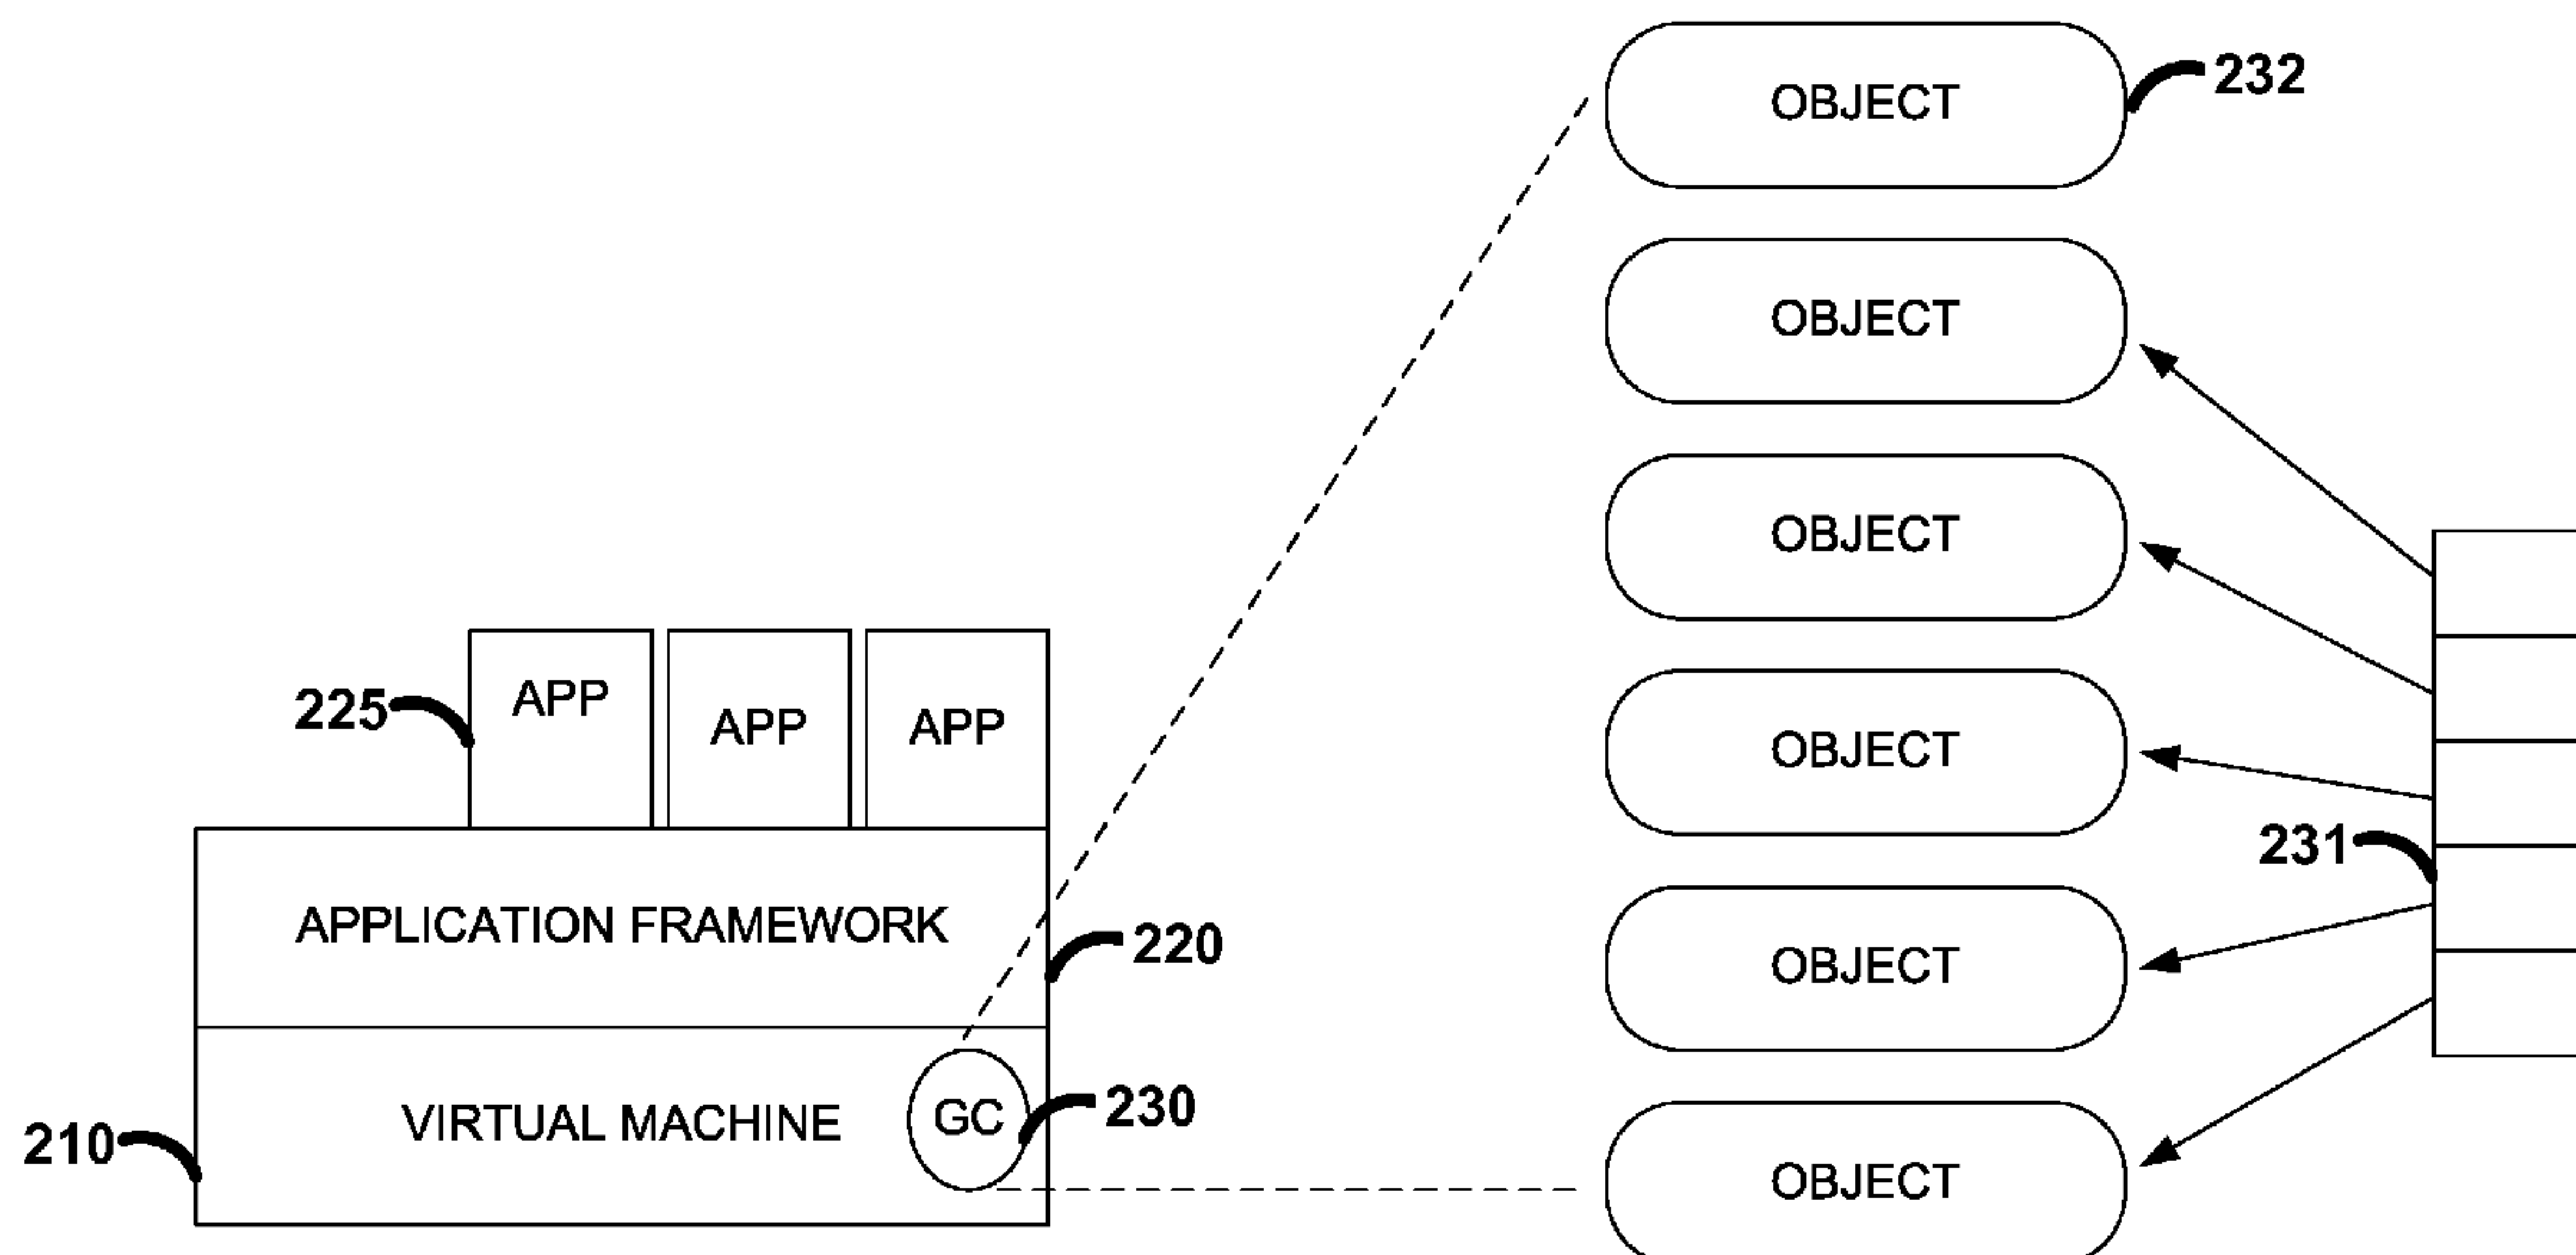 OBJECT
232
OBJECT
OBJECT
225
APP
APP
APP
OBJECT
231
APPLICATION FRAMEWORK
220
OBJECT
210
VIRTUAL MACHINE
GC
230
OBJECT